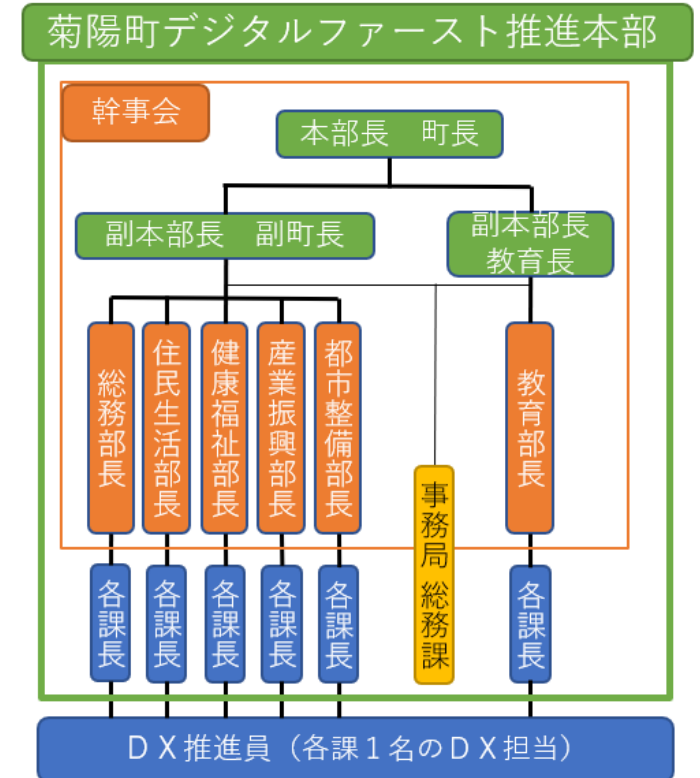 菊陽町デジタルファースト推進本部
幹事会
本部長　町長
副本部長　副町長
副本部長
教育長
総務部長
住民生活部長
健康福祉部長
産業振興部長
都市整備部長
教育部長
事務局 総務課
各課長
各課長
各課長
各課長
各課長
各課長
ＤＸ推進員（各課１名のＤＸ担当）